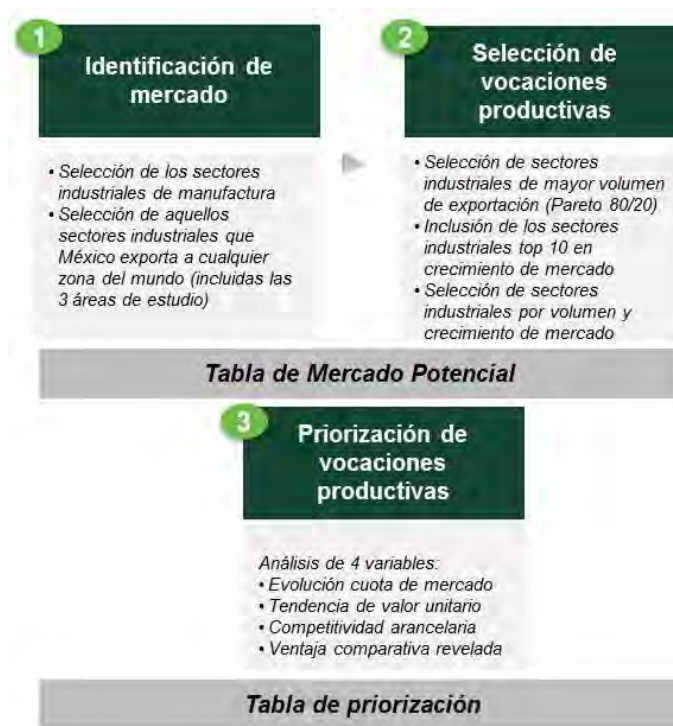 1
Identificación de
mercado
• Selección de los sectores
industriales de manufactura
• Selección de aquellos
sectores industriales que
México exporta a cualquier
zona del mundo (incluidas las
3 áreas de estudio)
2
Selección de
vocaciones
productivas
• Selección de sectores
industriales de mayor volumen
de exportación (Pareto 80/20)
• Inclusión de los sectores
industriales top 10 en
crecimiento de mercado
• Selección de sectores
industriales por volumen y
crecimiento de mercado
Tabla de Mercado Potencial
3
Priorización de
vocaciones
productivas
Análisis de 4 variables:
• Evolución cuota de mercado
• Tendencia de valor unitario
• Competitividad arancelaria
• Ventaja comparativa revelada
Tabla de priorización